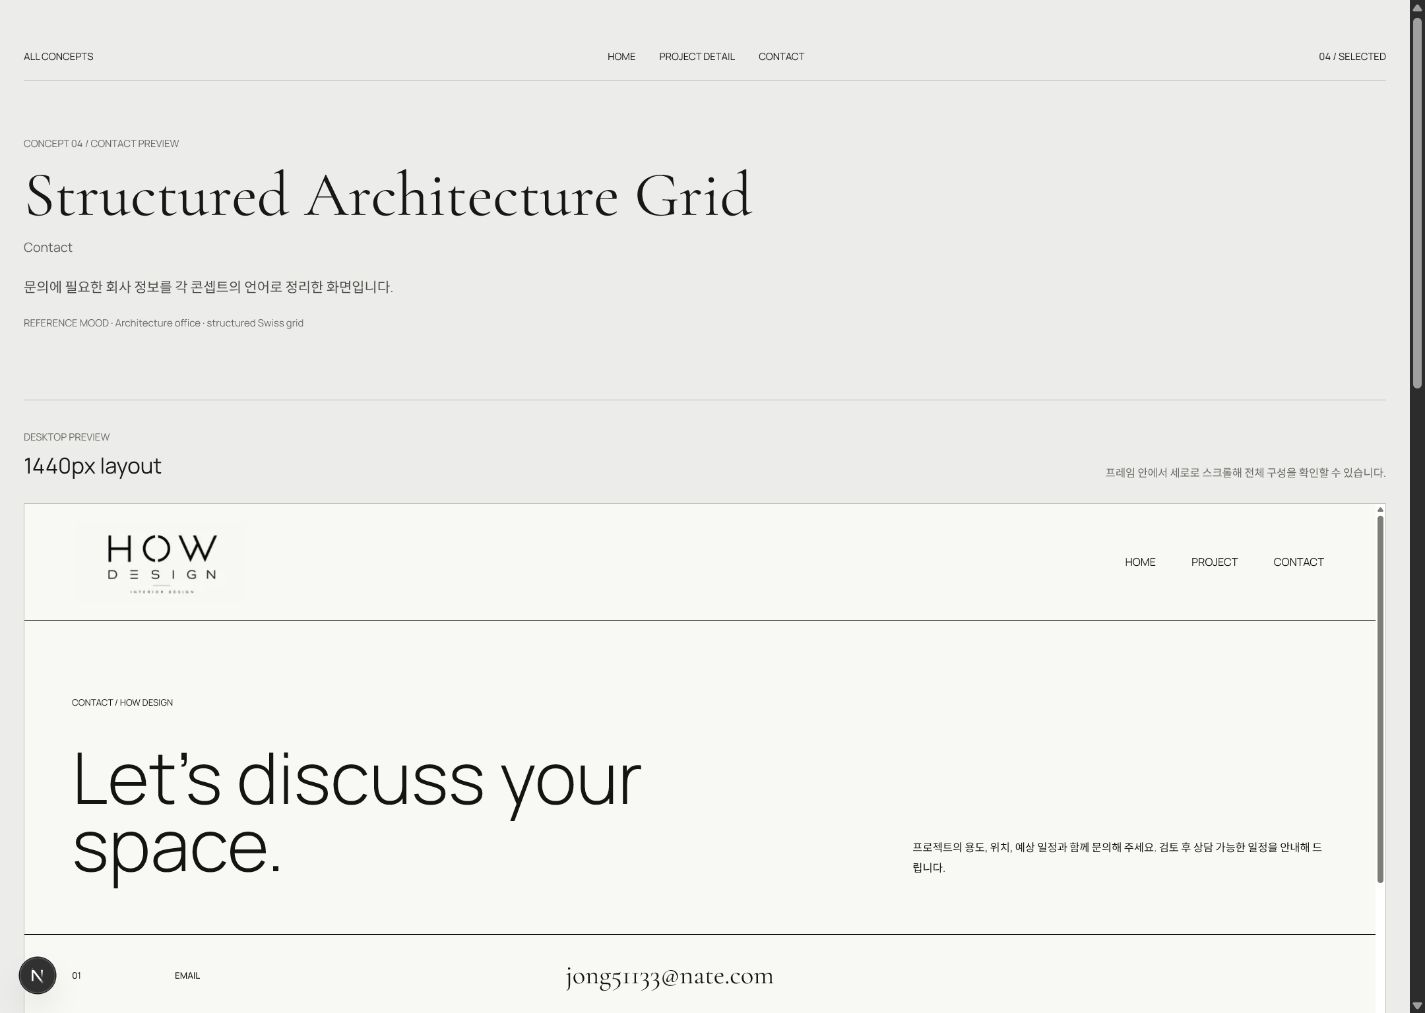 ALL CONCEPTS
HOME PROJECT DETAIL CONTACT
04 / SELECTED
CONCEPT 04 / CONTACT PREVIEW
Structured Architecture Grid
Contact
문의에 필요한 회사 정보를 각 콘셉트의 언어로 정리한 화면입니다.
REFERENCE MOOD · Architecture office · structured Swiss grid
DESKTOP PREVIEW
1440px layout
프레임 안에서 세로로 스크롤해 전체 구성을 확인할 수 있습니다.
HOW
DESIGN
INTERIOR DESIGN
HOME PROJECT CONTACT
CONTACT / HOW DESIGN
Let’s discuss your
space.
프로젝트의 용도, 위치, 예상 일정과 함께 문의해 주세요. 검토 후 상담 가능한 일정을 안내해 드
립니다.
N
01 EMAIL jong51133@nate.com